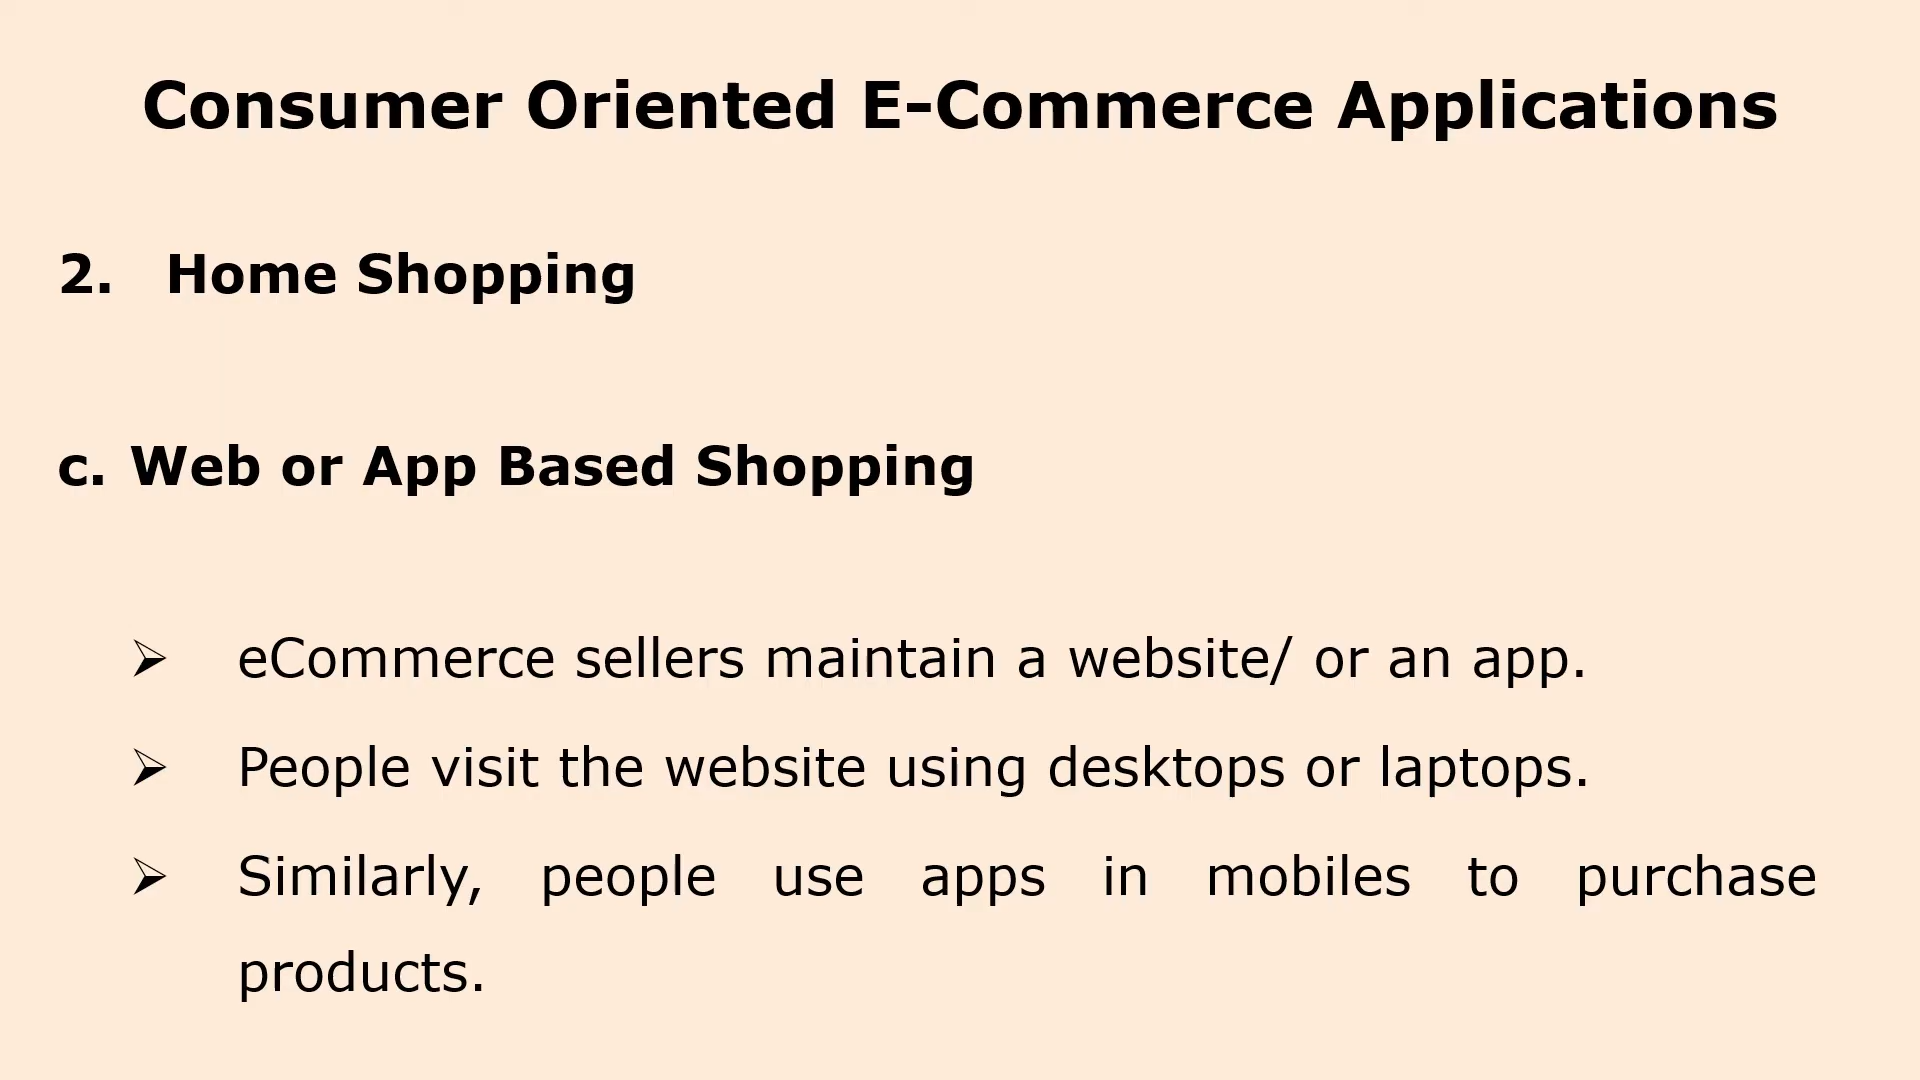 Consumer Oriented E-Commerce Applications
2. Home Shopping
c. Web or App Based Shopping
➢ eCommerce sellers maintain a website/ or an app.
➢ People visit the website using desktops or laptops.
➢ Similarly, people use apps in mobiles to purchase
products.